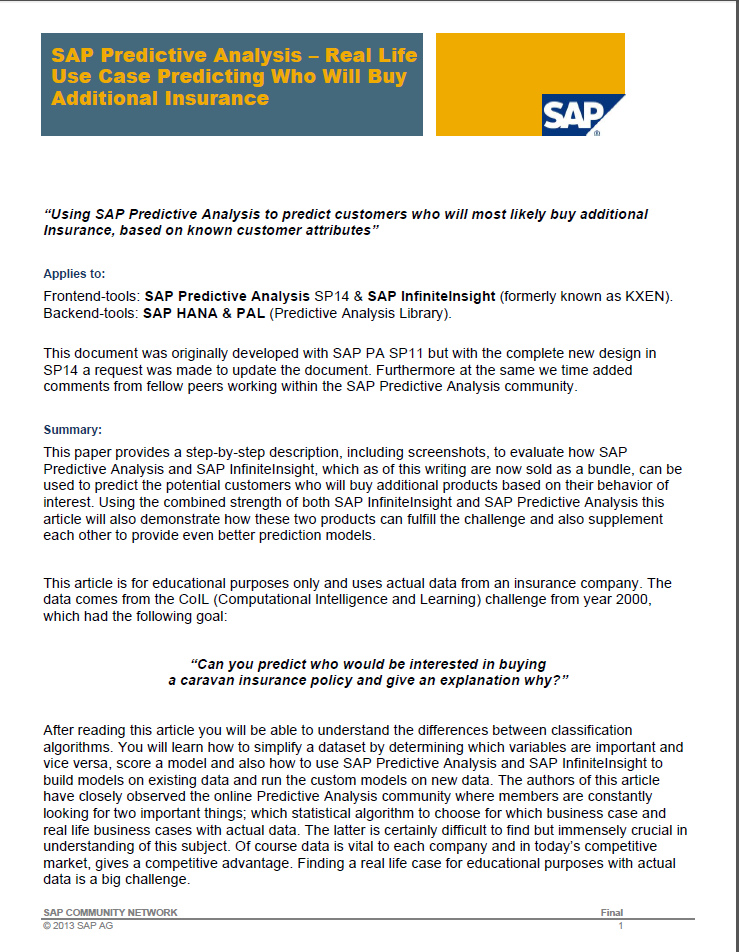 SAP Predictive Analysis – Real Life
Use Case Predicting Who Will Buy
Additional Insurance
SAP
®
“Using SAP Predictive Analysis to predict customers who will most likely buy additional
Insurance, based on known customer attributes”
Applies to:
Frontend-tools: SAP Predictive Analysis SP14 & SAP InfiniteInsight (formerly known as KXEN).
Backend-tools: SAP HANA & PAL (Predictive Analysis Library).
This document was originally developed with SAP PA SP11 but with the complete new design in
SP14 a request was made to update the document. Furthermore at the same we time added
comments from fellow peers working within the SAP Predictive Analysis community.
Summary:
This paper provides a step-by-step description, including screenshots, to evaluate how SAP
Predictive Analysis and SAP InfiniteInsight, which as of this writing are now sold as a bundle, can be
used to predict the potential customers who will buy additional products based on their behavior of
interest. Using the combined strength of both SAP InfiniteInsight and SAP Predictive Analysis this
article will also demonstrate how these two products can fulfill the challenge and also supplement
each other to provide even better prediction models.
This article is for educational purposes only and uses actual data from an insurance company. The
data comes from the CoIL (Computational Intelligence and Learning) challenge from year 2000,
which had the following goal:
“Can you predict who would be interested in buying
a caravan insurance policy and give an explanation why?”
After reading this article you will be able to understand the differences between classification
algorithms. You will learn how to simplify a dataset by determining which variables are important and
vice versa, score a model and also how to use SAP Predictive Analysis and SAP InfiniteInsight to
build models on existing data and run the custom models on new data. The authors of this article
have closely observed the online Predictive Analysis community where members are constantly
looking for two important things; which statistical algorithm to choose for which business case and
real life business cases with actual data. The latter is certainly difficult to find but immensely crucial in
understanding of this subject. Of course data is vital to each company and in today’s competitive
market, gives a competitive advantage. Finding a real life case for educational purposes with actual
data is a big challenge.
SAP COMMUNITY NETWORK Final
© 2013 SAP AG 1